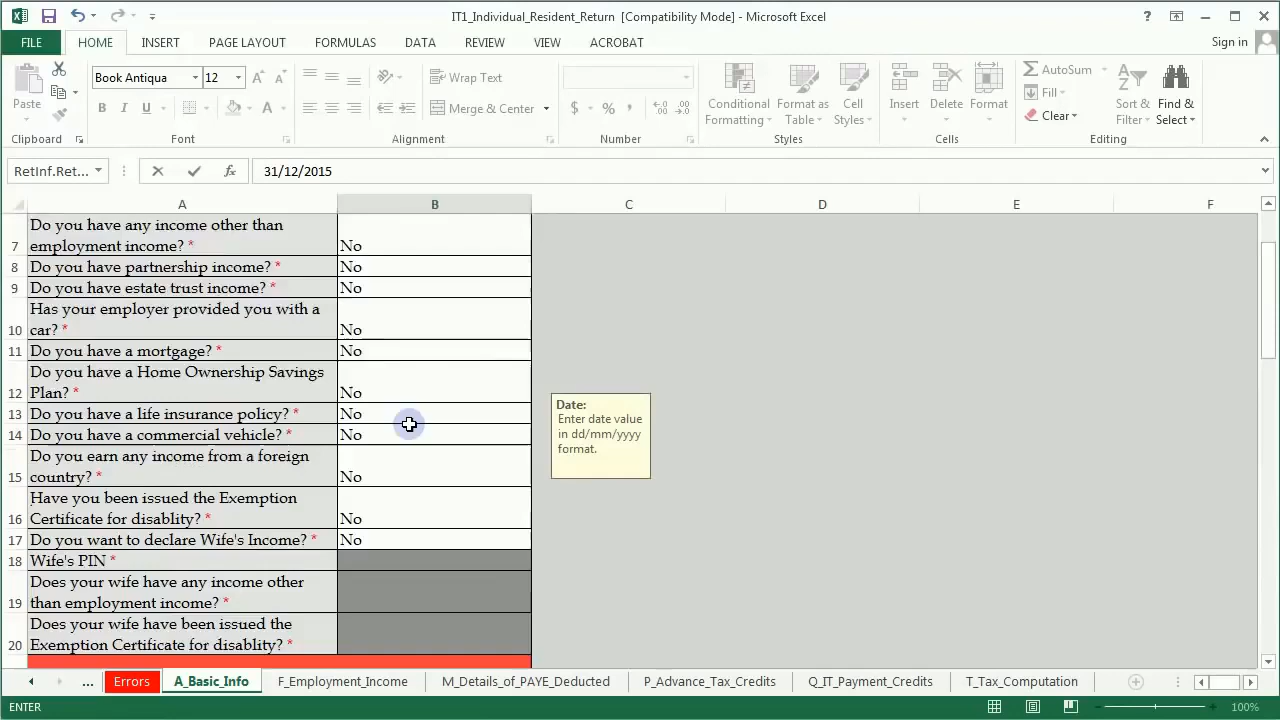 IT1_Individual_Resident_Return [Compatibility Mode] - Microsoft Excel
FILE HOME INSERT PAGE LAYOUT FORMULAS DATA REVIEW VIEW ACROBAT Sign in
Book Antiqua 12 Wrap Text AutoSum
Fill
Paste B I U A Merge & Center $ % , Conditional Formatting Format as Table Cell Styles Insert Delete Format Clear Sort & Filter Find & Select
Clipboard Font Alignment Number Styles Cells Editing
RetInf.Ret... fx 31/12/2015
A B C D E F
Do you have any income other than
7 employment income? * No
8 Do you have partnership income? * No
9 Do you have estate trust income? * No
Has your employer provided you with a
10 car? * No
11 Do you have a mortgage? * No
Do you have a Home Ownership Savings
12 Plan? * No
13 Do you have a life insurance policy? * No
14 Do you have a commercial vehicle? * No
Do you earn any income from a foreign
15 country? * No
Have you been issued the Exemption
16 Certificate for disablity? * No
17 Do you want to declare Wife's Income? * No
18 Wife's PIN *
Does your wife have any income other
19 than employment income? *
Does your wife have been issued the
20 Exemption Certificate for disablity? *
Date:
Enter date value
in dd/mm/yyyy
format.
... Errors A_Basic_Info F_Employment_Income M_Details_of_PAYE_Deducted P_Advance_Tax_Credits Q_IT_Payment_Credits T_Tax_Computation
ENTER 100%